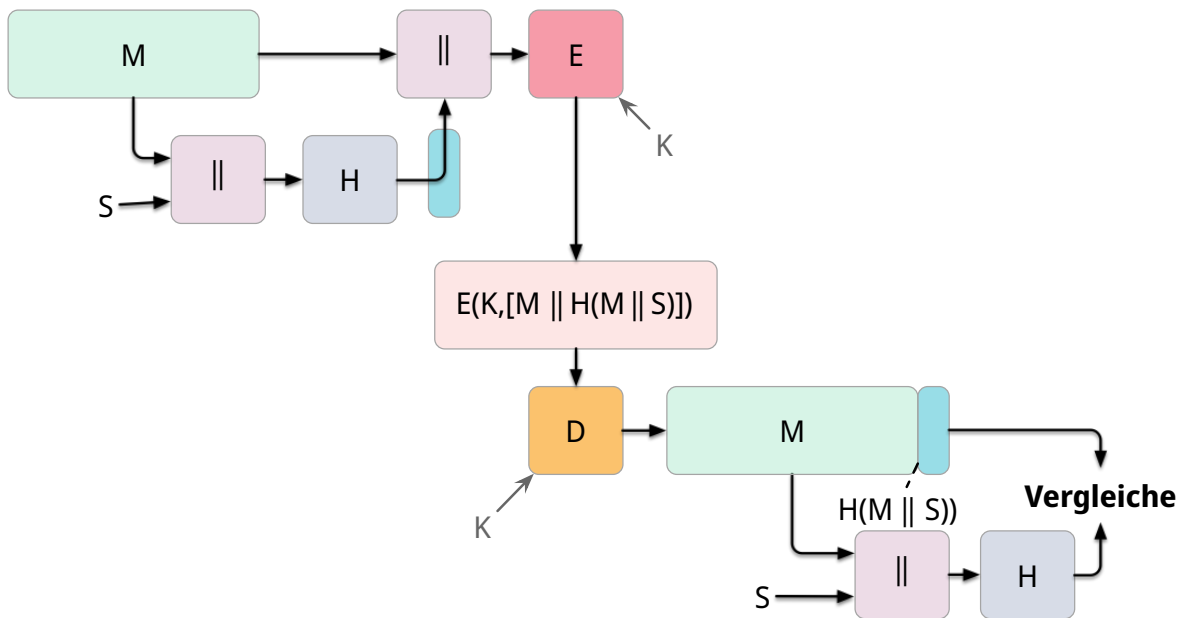 M
||
E
K
||
H
S
E(K,[M || H(M || S)])
D
M
K
H(M || S))
Vergleiche
||
H
S